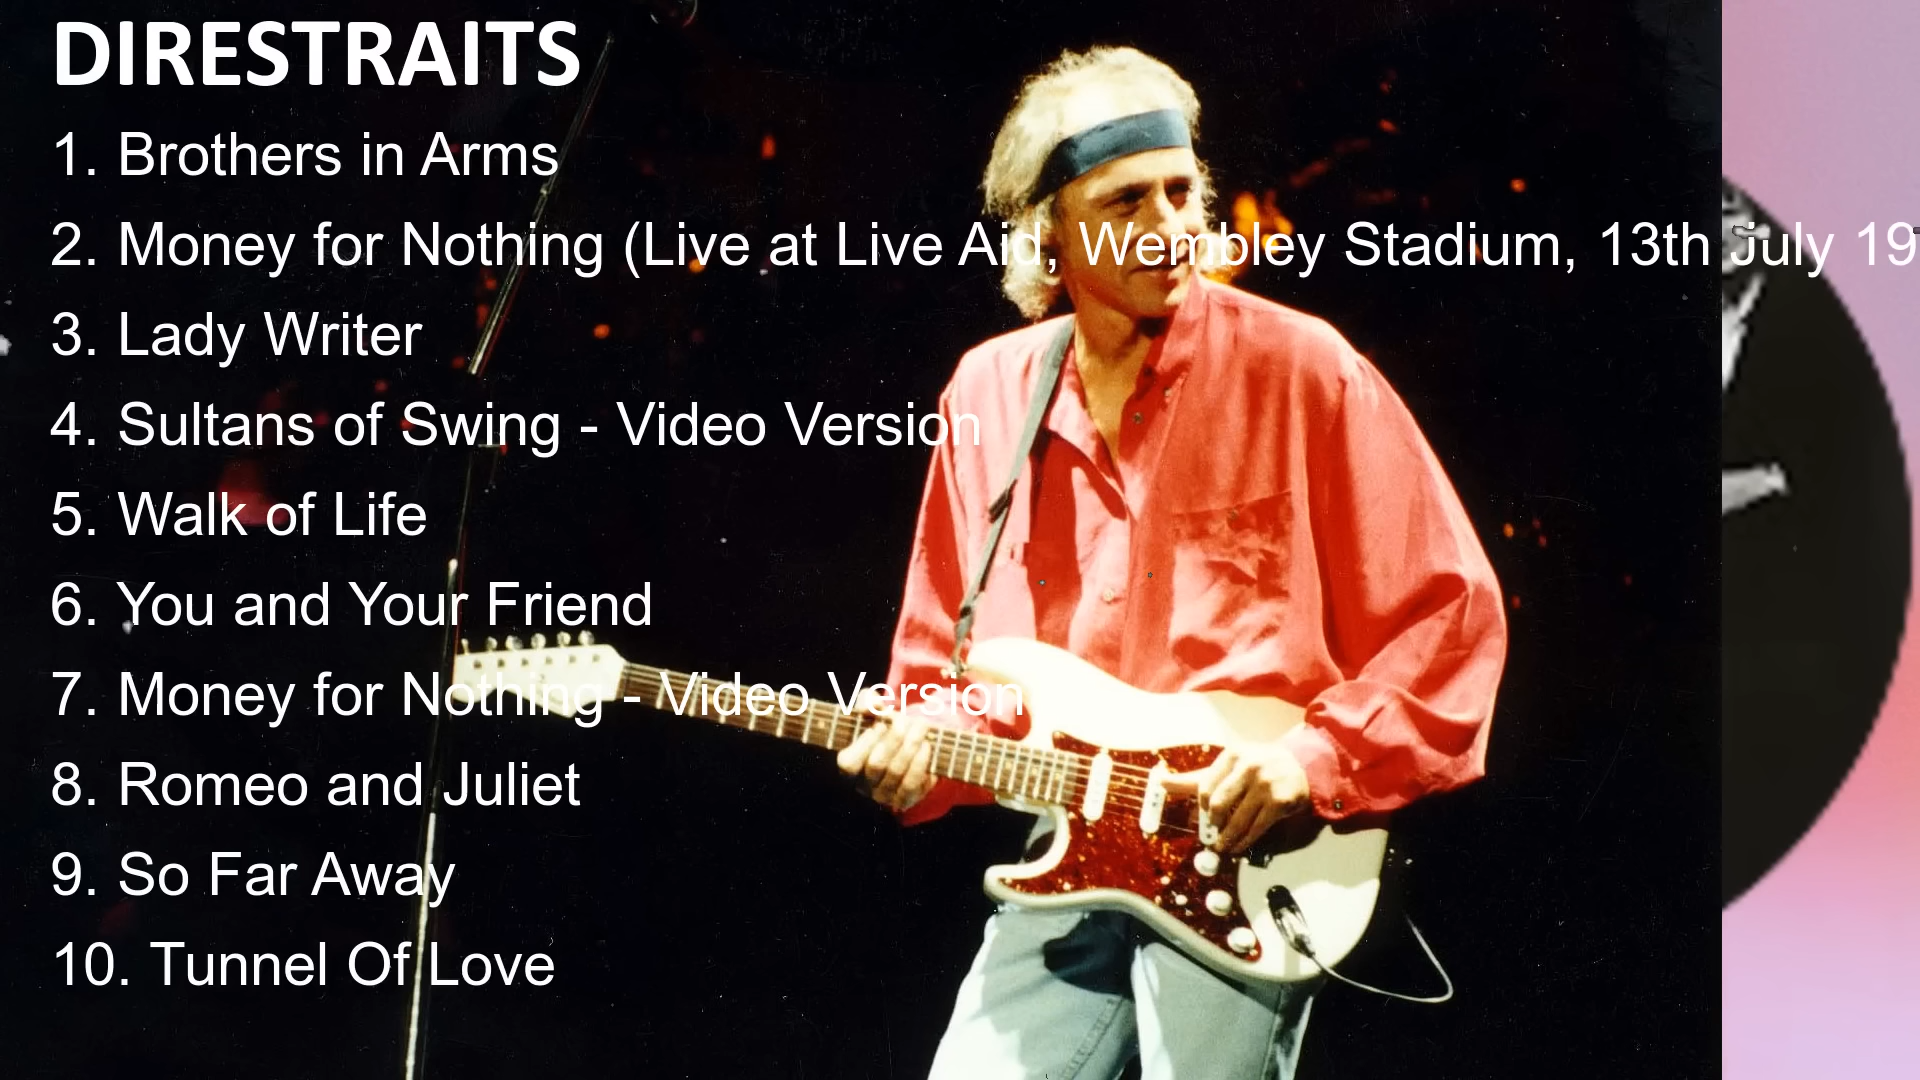 DIRESTRAITS
1. Brothers in Arms
2. Money for Nothing (Live at Live Aid, Wembley Stadium, 13th July 19
3. Lady Writer
4. Sultans of Swing - Video Version
5. Walk of Life
6. You and Your Friend
7. Money for Nothing - Video Version
8. Romeo and Juliet
9. So Far Away
10. Tunnel Of Love